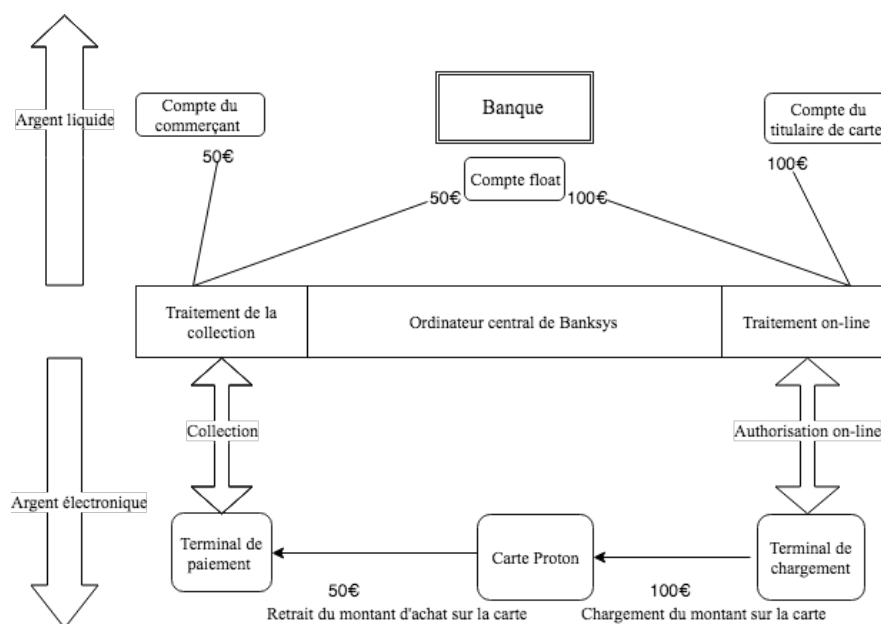 Argent liquide
Compte du
commerçant
Banque
Compte du
titulaire de carte
50€
Compte float
100€
50€
100€
Traitement de la
collection
Ordinateur central de Banksys
Traitement on-line
Collection
Authorisation on-line
Argent électronique
Terminal de
paiement
Carte Proton
Terminal de
chargement
50€
100€
Retrait du montant d'achat sur la carte
Chargement du montant sur la carte